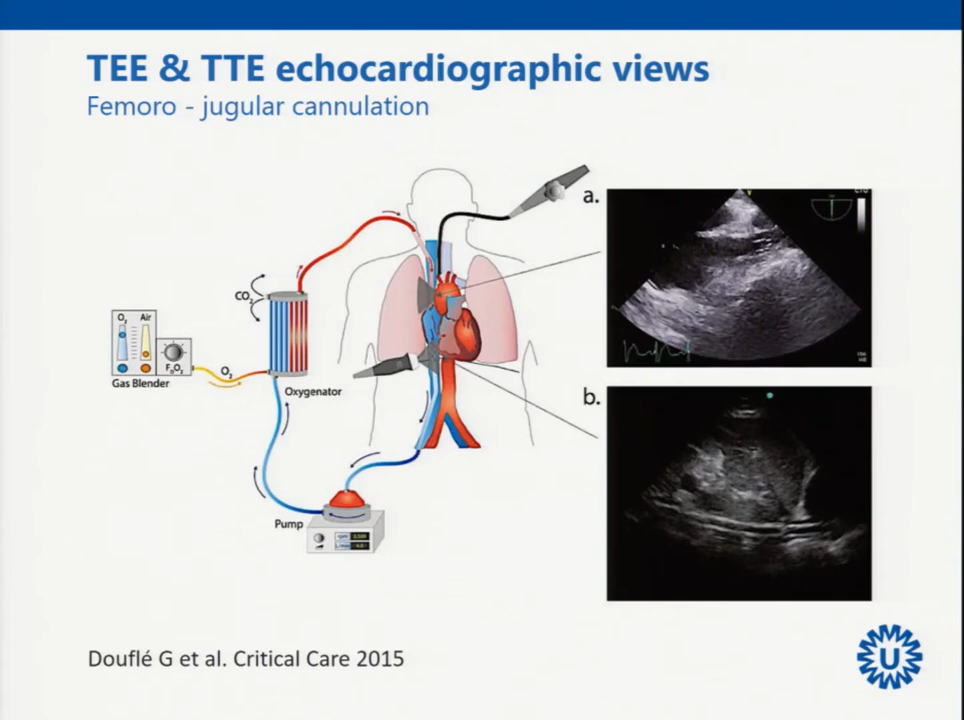 TEE & TTE echocardiographic views
Femoro - jugular cannulation
a.
CO2
O2 Air
FDO2
Gas Blender
O2
Oxygenator
b.
Pump
Douflé G et al. Critical Care 2015
U